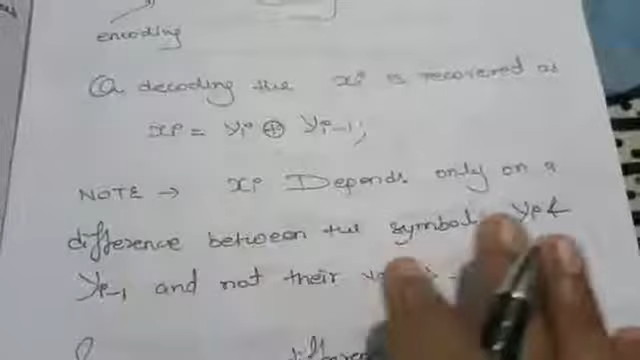 encoding
@ decoding the xi is recovered as
xi = yi ⊕ yi-1;
NOTE → xi Depends only on a
difference between the symbols yi &
yi-1 and not their